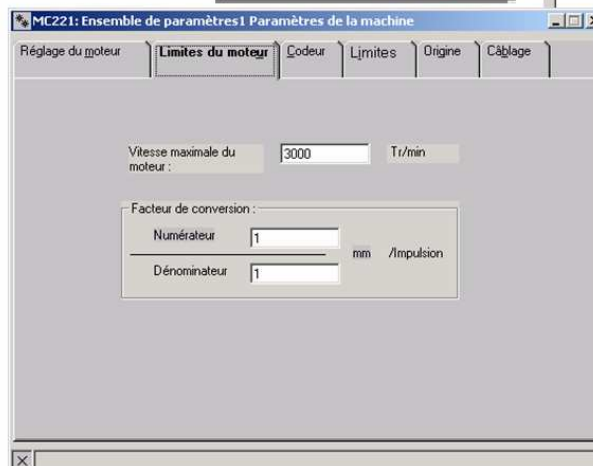 MC221: Ensemble de paramètres1 Paramètres de la machine
Réglage du moteur Limites du moteur Codeur Limites Origine Câblage
Vitesse maximale du moteur : 3000 Tr/min
Facteur de conversion :
Numérateur 1
mm /Impulsion
Dénominateur 1